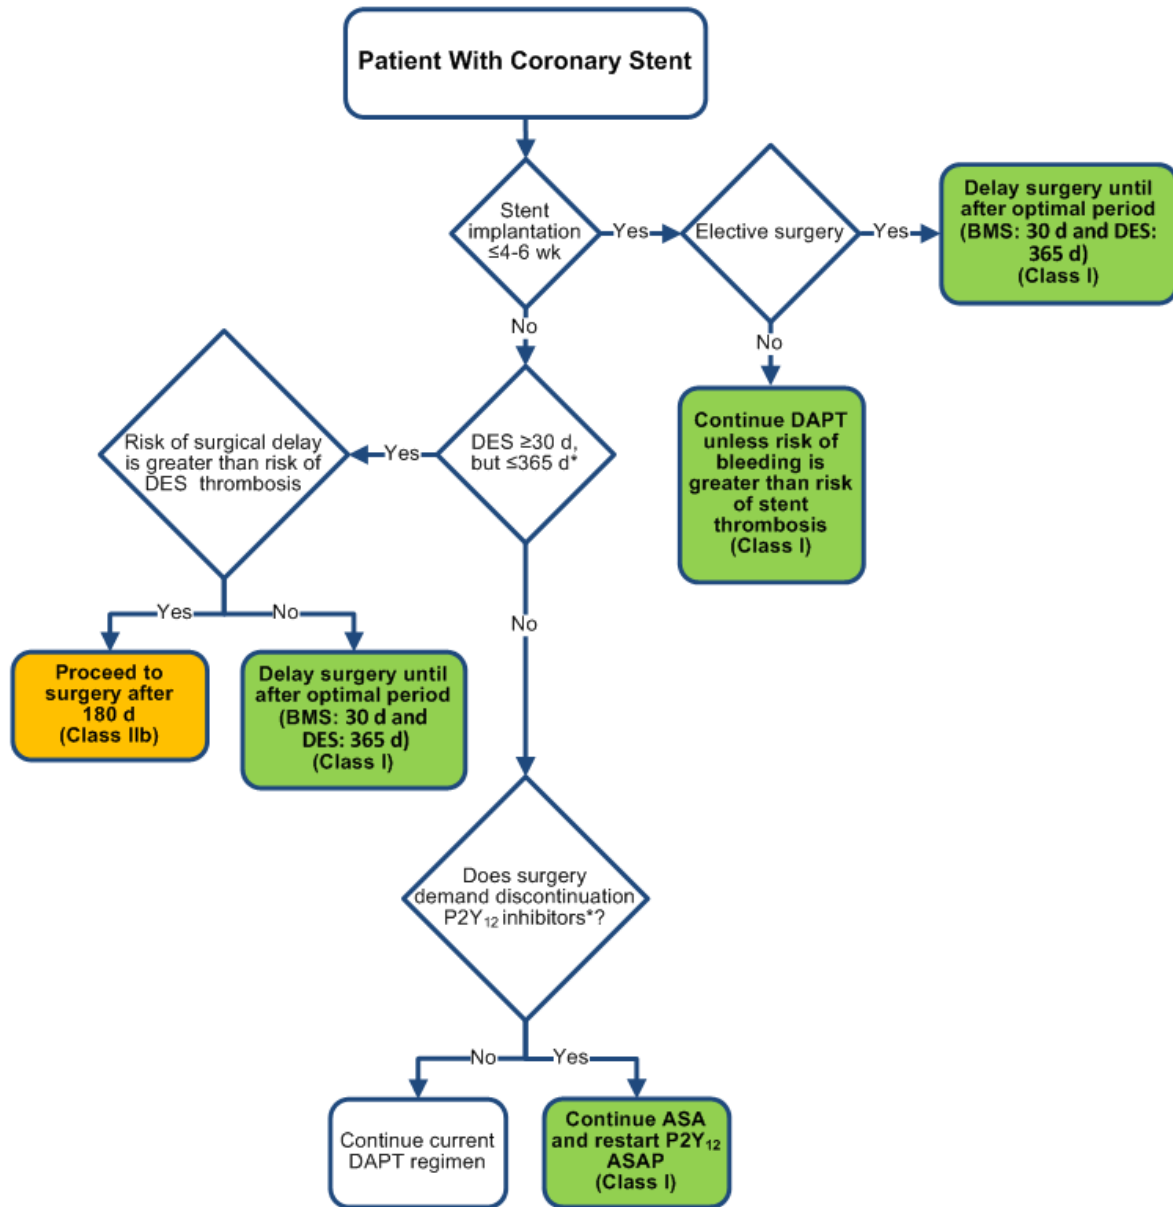 Patient With Coronary Stent
Stent
implantation
≤4-6 wk
Yes
Elective surgery
Yes
Delay surgery until
after optimal period
(BMS: 30 d and DES:
365 d)
(Class I)
No
No
Continue DAPT
unless risk of
bleeding is
greater than risk
of stent
thrombosis
(Class I)
DES ≥30 d,
but ≤365 d*
Yes
Risk of surgical delay
is greater than risk of
DES thrombosis
Yes
No
Proceed to
surgery after
180 d
(Class IIb)
Delay surgery until
after optimal period
(BMS: 30 d and
DES: 365 d)
(Class I)
No
Does surgery
demand discontinuation
P2Y₁₂ inhibitors*?
No
Yes
Continue current
DAPT regimen
Continue ASA
and restart P2Y₁₂
ASAP
(Class I)